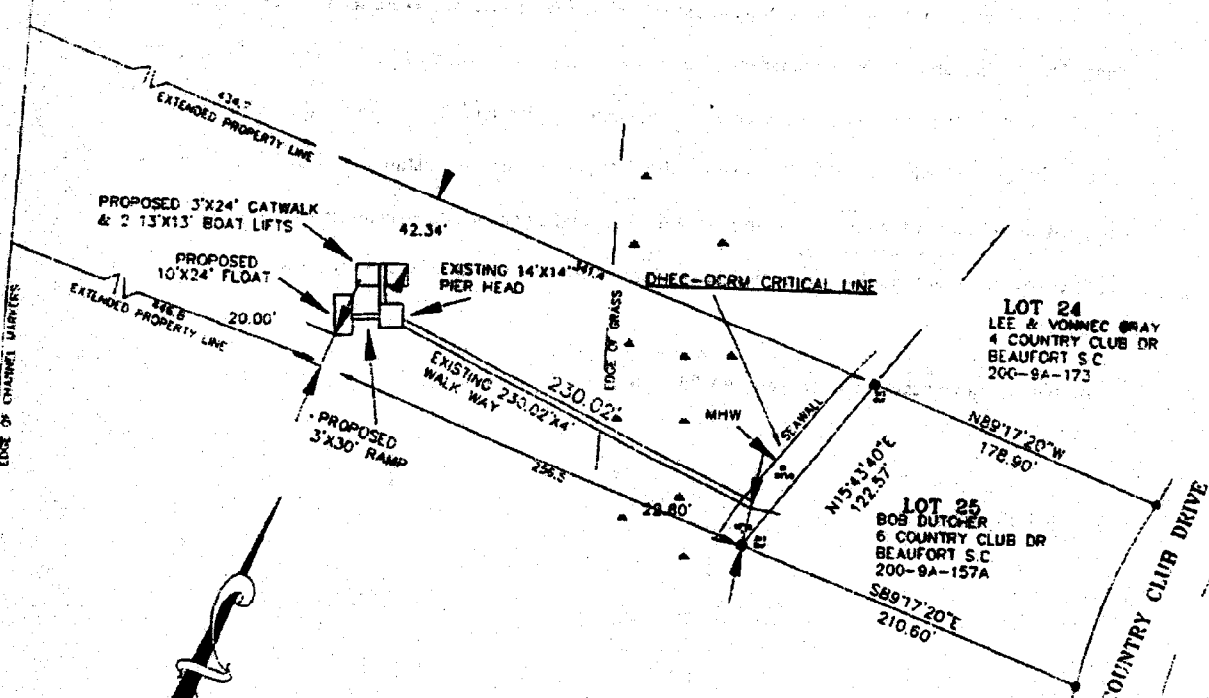 EXTENDED PROPERTY LINE
PROPOSED 3'X24' CATWALK
& 2 13'X13' BOAT LIFTS
42.34'
PROPOSED
10'X24' FLOAT
EXISTING 14'X14'
PIER HEAD
DHEC-OCRM CRITICAL LINE
EXTENDED PROPERTY LINE
20.00'
EDGE OF CHANNEL MARKERS
EDGE OF GRASS
LOT 24
LEE & VONNEC GRAY
4 COUNTRY CLUB DR
BEAUFORT S.C
200-9A-173
EXISTING 230.02'X4'
WALK WAY
230.02'
PROPOSED
3'X30' RAMP
236.5
MHW
SEAWALL
N89°17'20"W
178.90'
N15°43'40"E
122.57'
22.60'
LOT 25
BOB DUTCHER
6 COUNTRY CLUB DR
BEAUFORT S.C
200-9A-157A
S89°17'20"E
210.60'
COUNTRY CLUB DRIVE